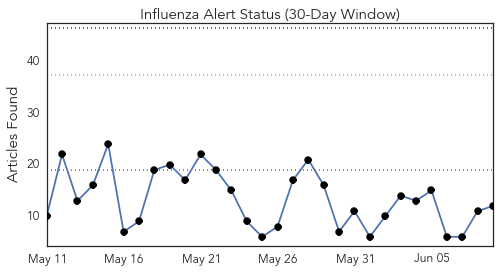 Influenza Alert Status (30-Day Window)
Articles Found
40
30
20
10
May 11 May 16 May 21 May 26 May 31 Jun 05